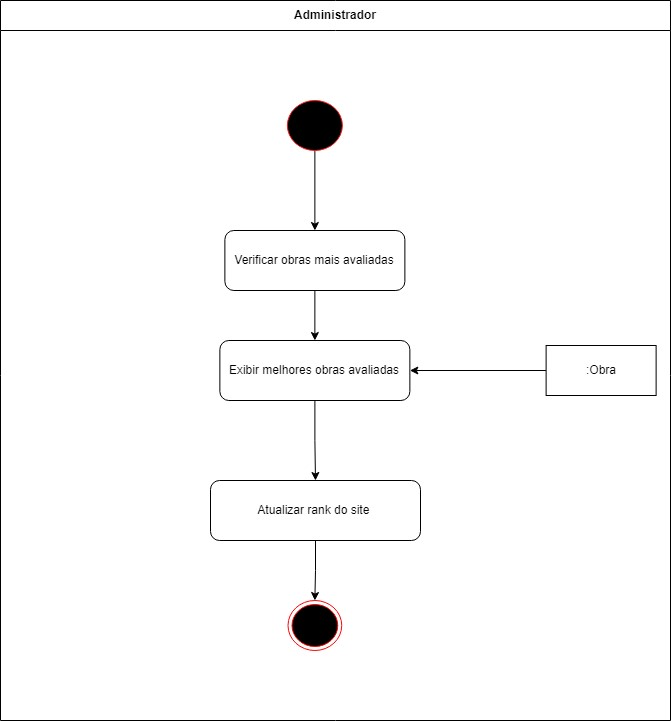 Administrador
Verificar obras mais avaliadas
Exibir melhores obras avaliadas
:Obra
Atualizar rank do site